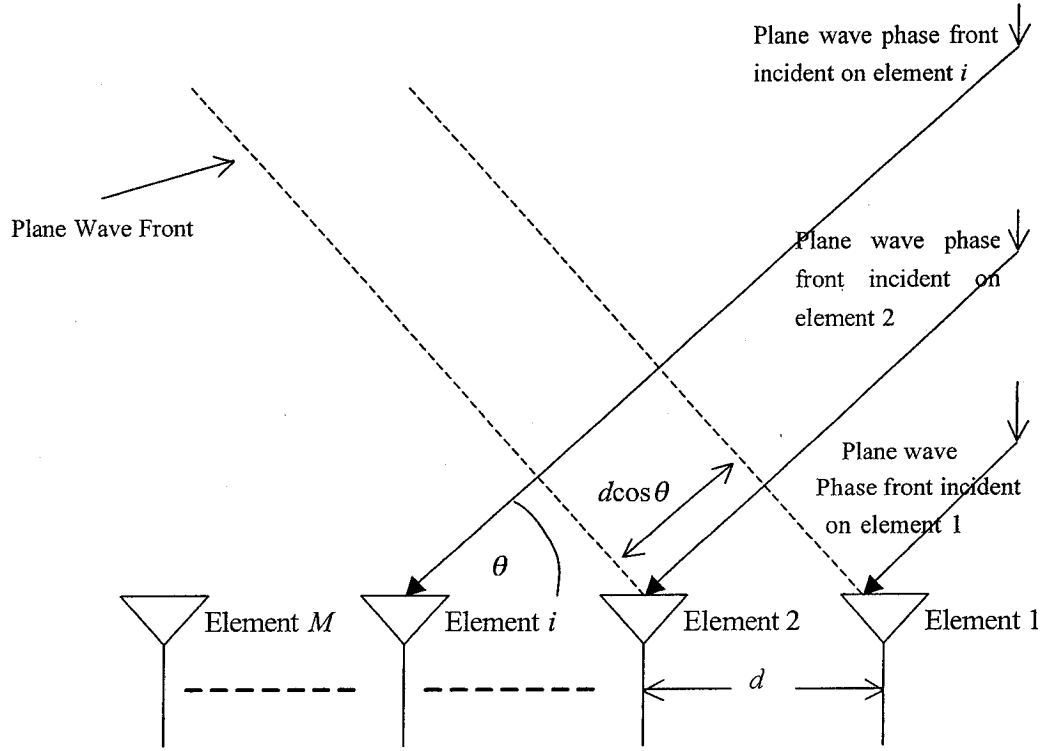 Plane wave phase front
incident on element i
Plane Wave Front
Plane wave phase
front incident on
element 2
Plane wave
Phase front incident
on element 1
d cos θ
θ
Element M
Element i
Element 2
Element 1
d